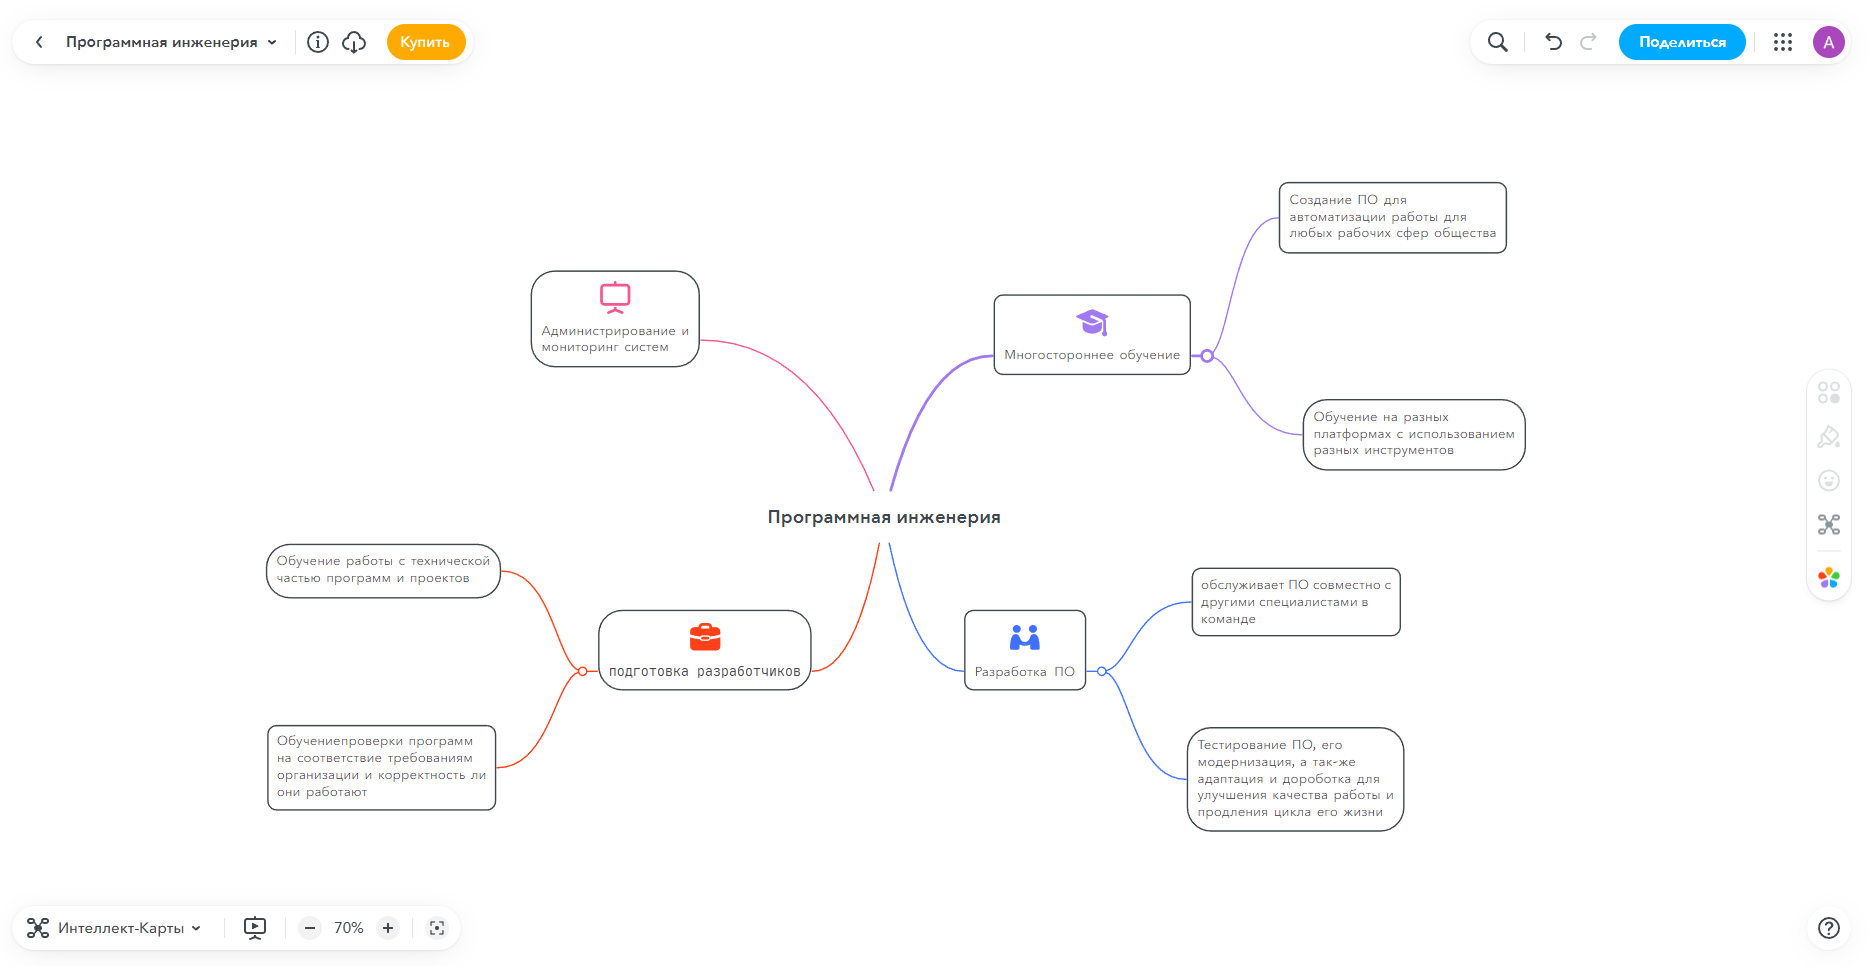 Программная инженерия
Купить
Поделиться
A
Создание ПО для
автоматизации работы для
любых рабочих сфер общества
Администрирование и
мониторинг систем
Многостороннее обучение
Обучение на разных
платформах с использованием
разных инструментов
Программная инженерия
Обучение работы с технической
частью программ и проектов
обслуживает ПО совместно с
другими специалистами в
команде
подготовка разработчиков
Разработка ПО
Обучениепроверки программ
на соответствие требованиям
организации и корректность ли
они работают
Тестирование ПО, его
модернизация, а так-же
адаптация и дороботка для
улучшения качества работы и
продления цикла его жизни
Интеллект-Карты
70%